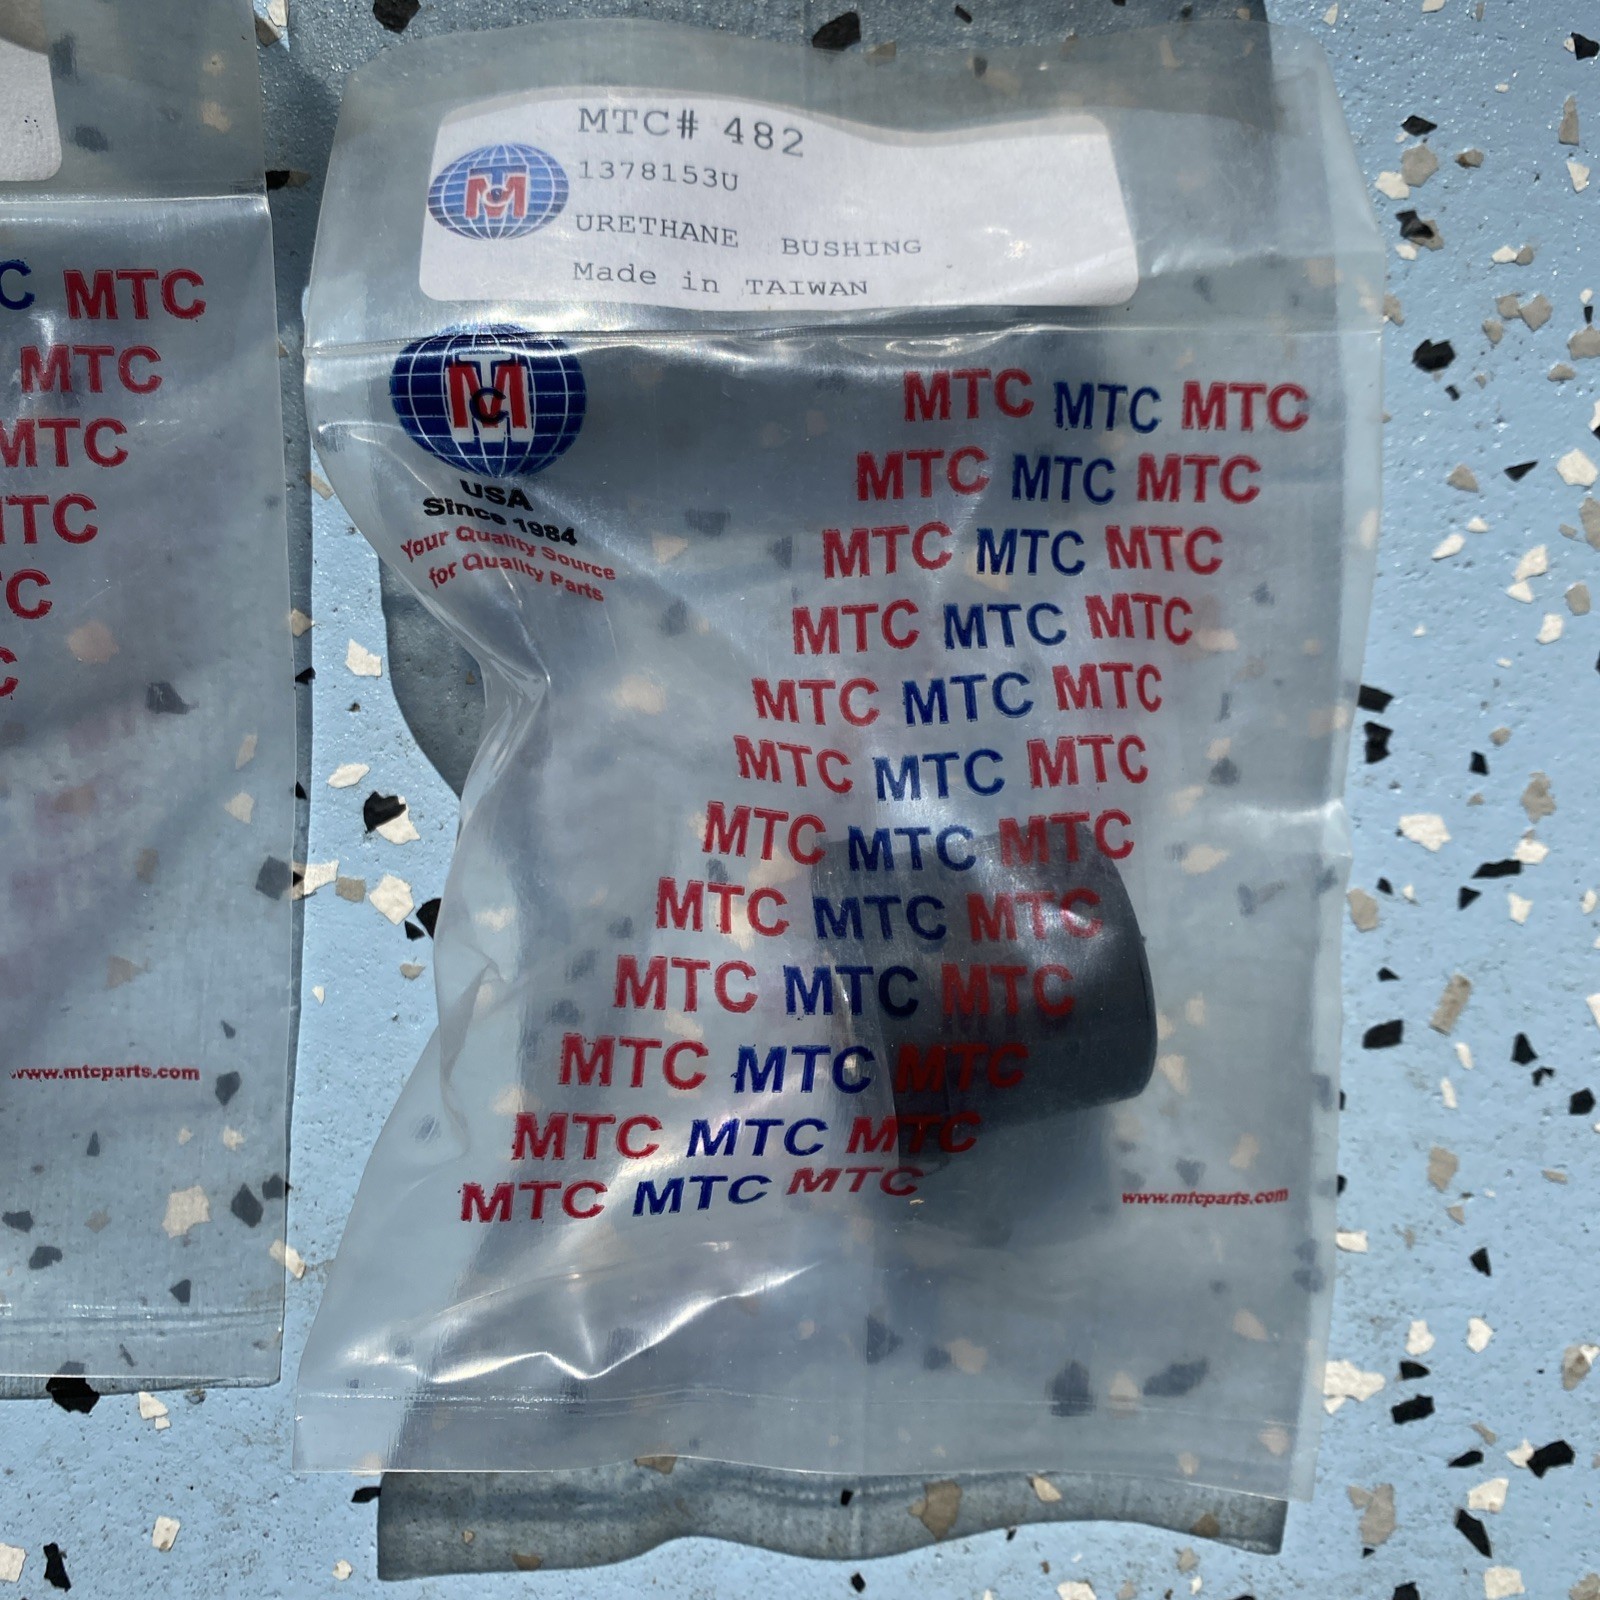 MTC# 482
1378153U
URETHANE BUSHING
Made in TAIWAN
MTC
USA
Since 1984
Your Quality Source
for Quality Parts
MTC MTC MTC
MTC MTC MTC
MTC MTC MTC
MTC MTC MTC
MTC MTC MTC
MTC MTC MTC
MTC MTC MTC
MTC MTC MTC
MTC MTC MTC
MTC MTC MTC
MTC MTC MTC
MTC MTC MTC
www.mtcparts.com
C MTC
MTC
MTC
MTC
TC
C
www.mtcparts.com